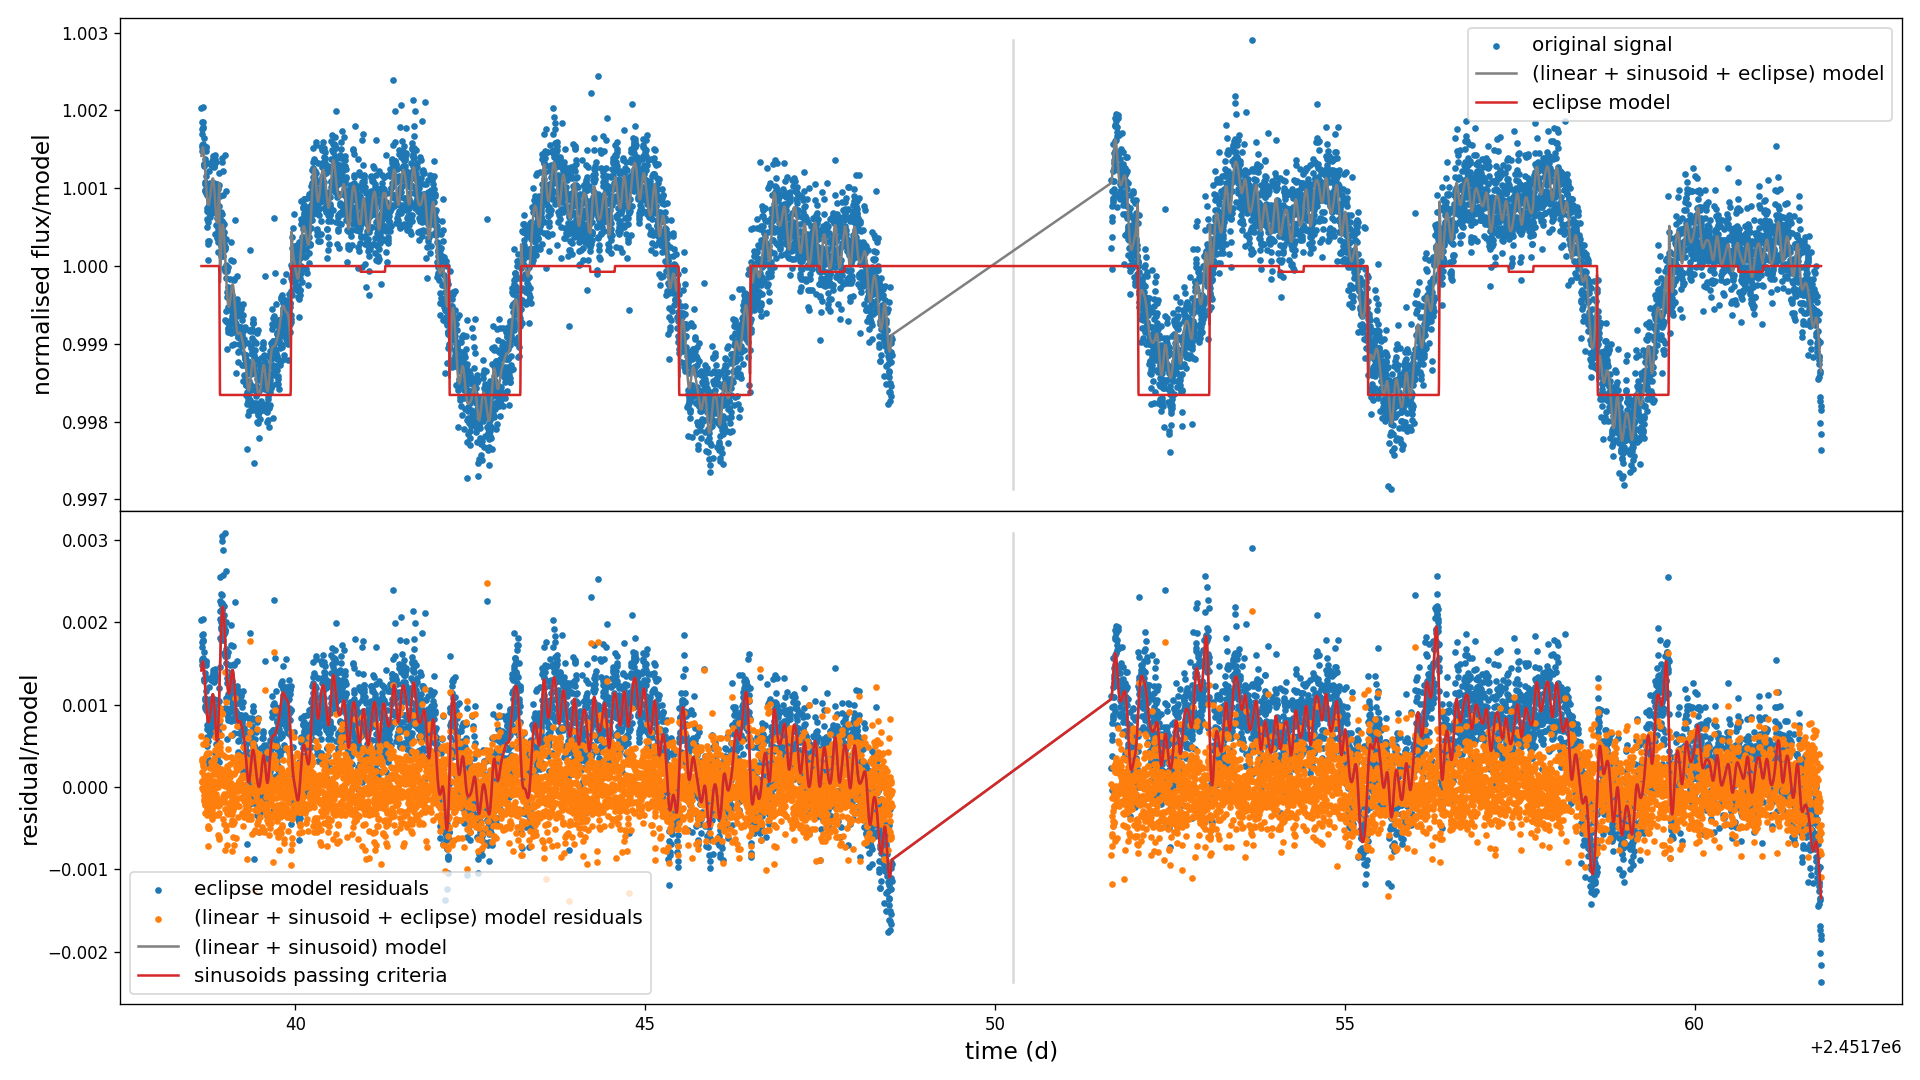 normalised flux/model
1.003
1.002
1.001
1.000
0.999
0.998
0.997
original signal
(linear + sinusoid + eclipse) model
eclipse model
residual/model
0.003
0.002
0.001
0.000
−0.001
−0.002
eclipse model residuals
(linear + sinusoid + eclipse) model residuals
(linear + sinusoid) model
sinusoids passing criteria
40
45
50
55
60
time (d)
+2.4517e6